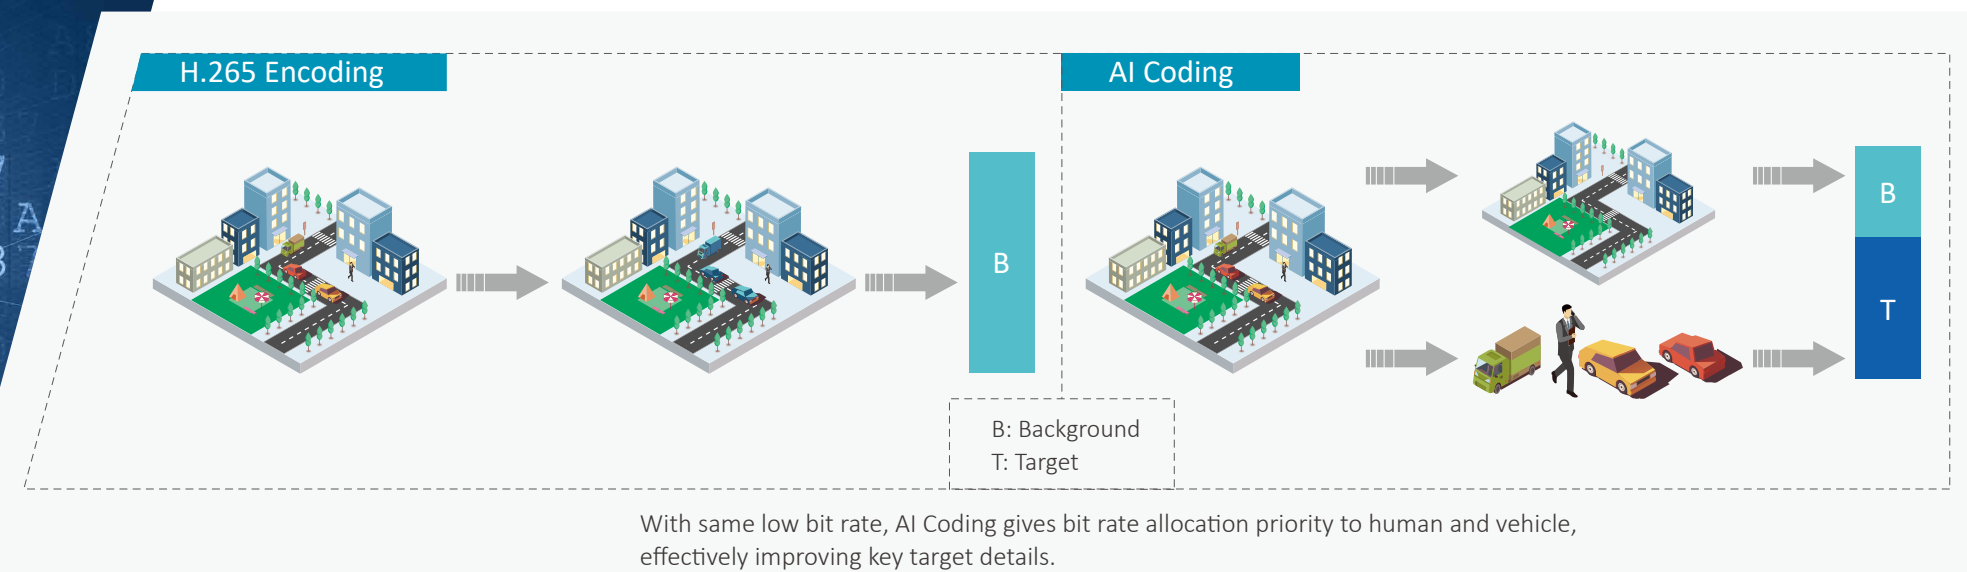 H.265 Encoding
AI Coding
B
B
T
B: Background
T: Target
With same low bit rate, AI Coding gives bit rate allocation priority to human and vehicle,
effectively improving key target details.